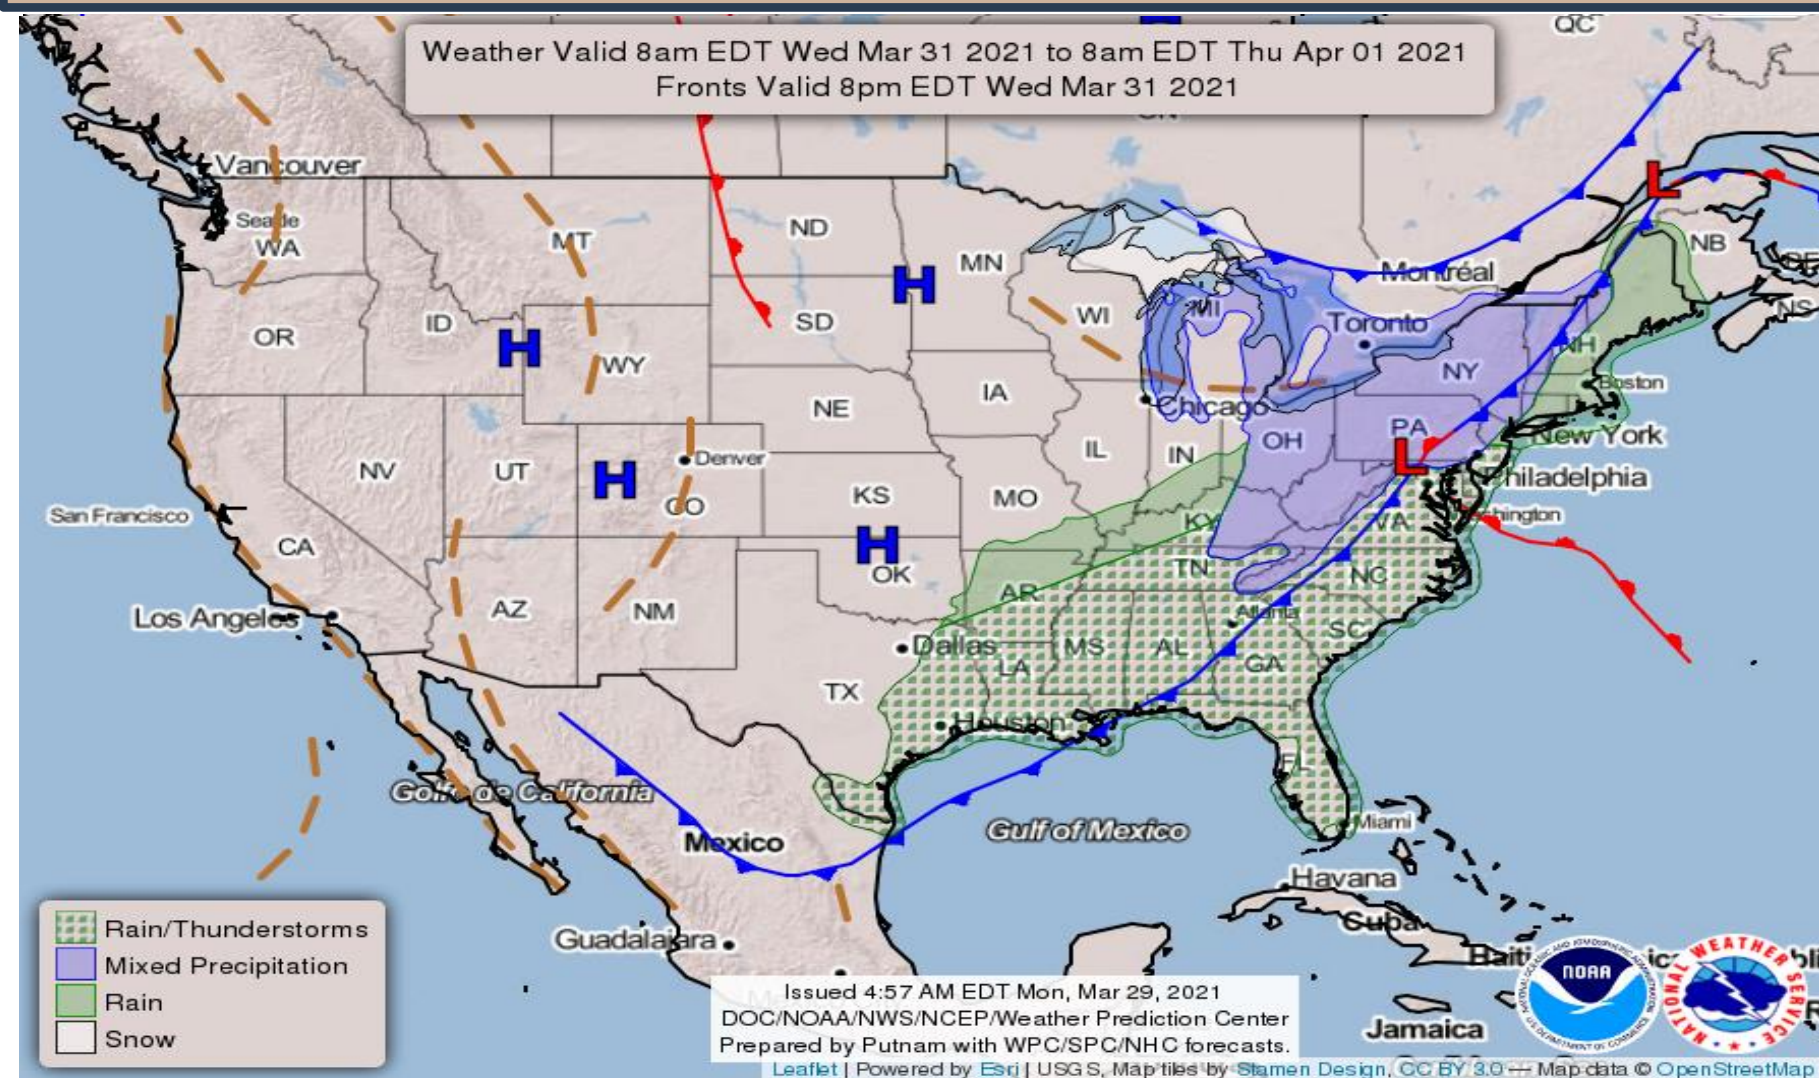 Weather Valid 8am EDT Wed Mar 31 2021 to 8am EDT Thu Apr 01 2021
Fronts Valid 8pm EDT Wed Mar 31 2021
QC
Vancouver
Seattle
WA
MT
ND
MN
NB
H
L
Montréal
OR
ID
H
WY
SD
WI
MI
Toronto
NS
NH
NY
Boston
NE
IA
Chicago
PA
New York
NV
UT
H
Denver
CO
KS
IL
IN
OH
L
Philadelphia
San Francisco
CA
MO
KY
VA
H
OK
Los Angeles
AZ
NM
AR
TN
NC
Atlanta
SC
Dallas
LA
MS
AL
GA
TX
Houston
FL
Golfo de California
Mexico
Gulf of Mexico
Miami
Havana
Cuba
Guadalajara
Jamaica
Rain/Thunderstorms
Mixed Precipitation
Rain
Snow
Issued 4:57 AM EDT Mon, Mar 29, 2021
DOC/NOAA/NWS/NCEP/Weather Prediction Center
Prepared by Putnam with WPC/SPC/NHC forecasts.
NOAA
NATIONAL WEATHER SERVICE
Leaflet | Powered by Esri | USGS, Map tiles by Stamen Design, CC BY 3.0 — Map data © OpenStreetMap